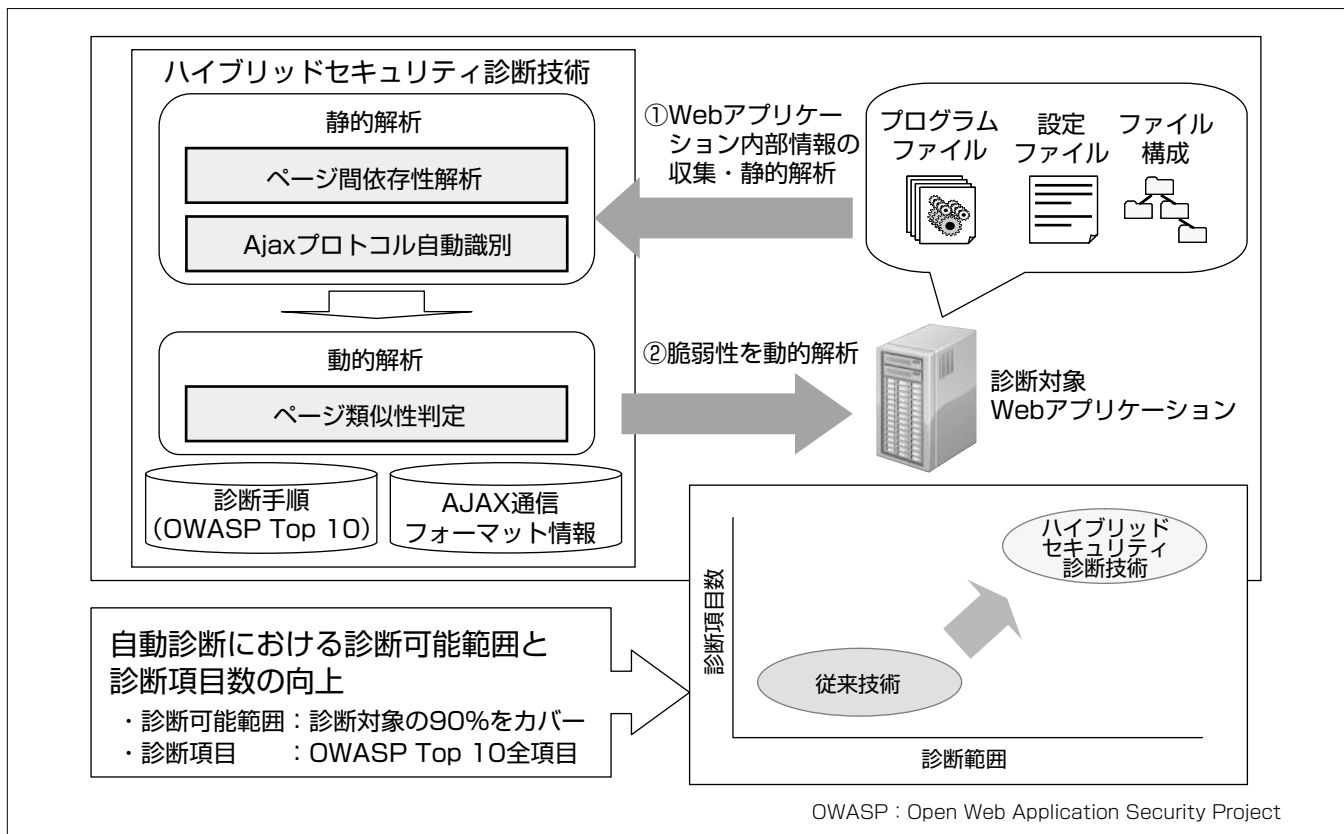 ハイブリッドセキュリティ診断技術
静的解析
ページ間依存性解析
Ajaxプロトコル自動識別
動的解析
ページ類似性判定
診断手順
(OWASP Top 10)
AJAX通信
フォーマット情報
①Webアプリケー
ション内部情報の
収集・静的解析
②脆弱性を動的解析
プログラム
ファイル
設定
ファイル
ファイル
構成
診断対象
Webアプリケーション
自動診断における診断可能範囲と
診断項目数の向上
・診断可能範囲：診断対象の90%をカバー
・診断項目　　：OWASP Top 10全項目
診断項目数
ハイブリッド
セキュリティ
診断技術
従来技術
診断範囲
OWASP：Open Web Application Security Project